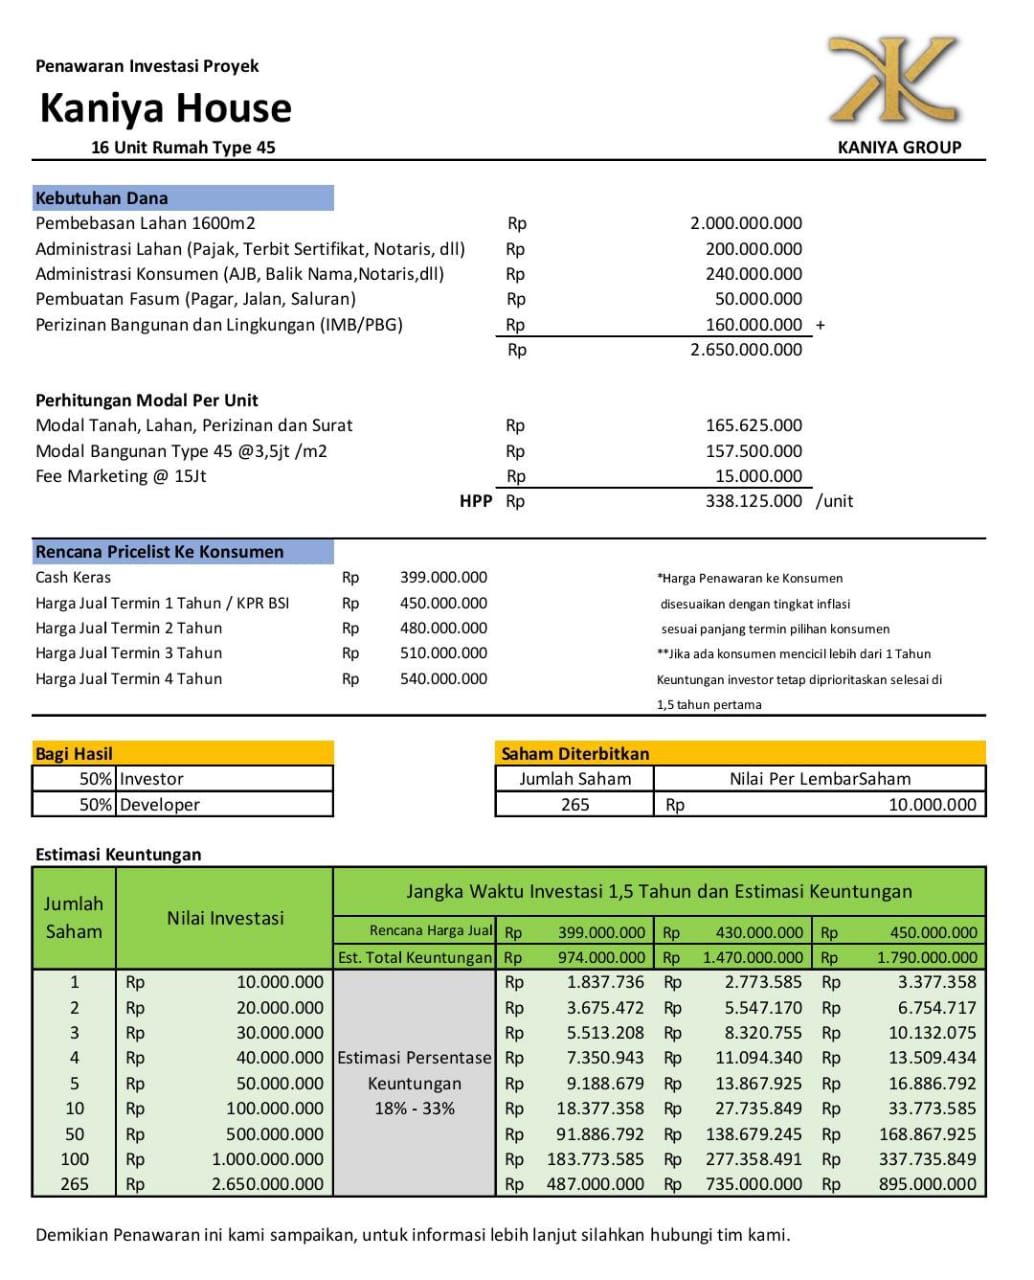 Penawaran Investasi Proyek
Kaniya House
16 Unit Rumah Type 45
KANIYA GROUP
Kebutuhan Dana
Pembebasan Lahan 1600m2 Rp 2.000.000.000
Administrasi Lahan (Pajak, Terbit Sertifikat, Notaris, dll) Rp 200.000.000
Administrasi Konsumen (AJB, Balik Nama,Notaris,dll) Rp 240.000.000
Pembuatan Fasum (Pagar, Jalan, Saluran) Rp 50.000.000
Perizinan Bangunan dan Lingkungan (IMB/PBG) Rp 160.000.000 +
Rp 2.650.000.000
Perhitungan Modal Per Unit
Modal Tanah, Lahan, Perizinan dan Surat Rp 165.625.000
Modal Bangunan Type 45 @3,5jt /m2 Rp 157.500.000
Fee Marketing @ 15Jt Rp 15.000.000
HPP Rp 338.125.000 /unit
Rencana Pricelist Ke Konsumen
Cash Keras Rp 399.000.000 *Harga Penawaran ke Konsumen
Harga Jual Termin 1 Tahun / KPR BSI Rp 450.000.000 disesuaikan dengan tingkat inflasi
Harga Jual Termin 2 Tahun Rp 480.000.000 sesuai panjang termin pilihan konsumen
Harga Jual Termin 3 Tahun Rp 510.000.000 **Jika ada konsumen mencicil lebih dari 1 Tahun
Harga Jual Termin 4 Tahun Rp 540.000.000 Keuntungan investor tetap diprioritaskan selesai di
1,5 tahun pertama
Bagi Hasil Saham Diterbitkan
50% Investor Jumlah Saham Nilai Per LembarSaham
50% Developer 265 Rp 10.000.000
Estimasi Keuntungan
Jumlah Saham Nilai Investasi Jangka Waktu Investasi 1,5 Tahun dan Estimasi Keuntungan
Rencana Harga Jual Rp 399.000.000 Rp 430.000.000 Rp 450.000.000
Est. Total Keuntungan Rp 974.000.000 Rp 1.470.000.000 Rp 1.790.000.000
1 Rp 10.000.000 Rp 1.837.736 Rp 2.773.585 Rp 3.377.358
2 Rp 20.000.000 Rp 3.675.472 Rp 5.547.170 Rp 6.754.717
3 Rp 30.000.000 Rp 5.513.208 Rp 8.320.755 Rp 10.132.075
4 Rp 40.000.000 Estimasi Persentase Rp 7.350.943 Rp 11.094.340 Rp 13.509.434
5 Rp 50.000.000 Keuntungan Rp 9.188.679 Rp 13.867.925 Rp 16.886.792
10 Rp 100.000.000 18% - 33% Rp 18.377.358 Rp 27.735.849 Rp 33.773.585
50 Rp 500.000.000 Rp 91.886.792 Rp 138.679.245 Rp 168.867.925
100 Rp 1.000.000.000 Rp 183.773.585 Rp 277.358.491 Rp 337.735.849
265 Rp 2.650.000.000 Rp 487.000.000 Rp 735.000.000 Rp 895.000.000
Demikian Penawaran ini kami sampaikan, untuk informasi lebih lanjut silahkan hubungi tim kami.